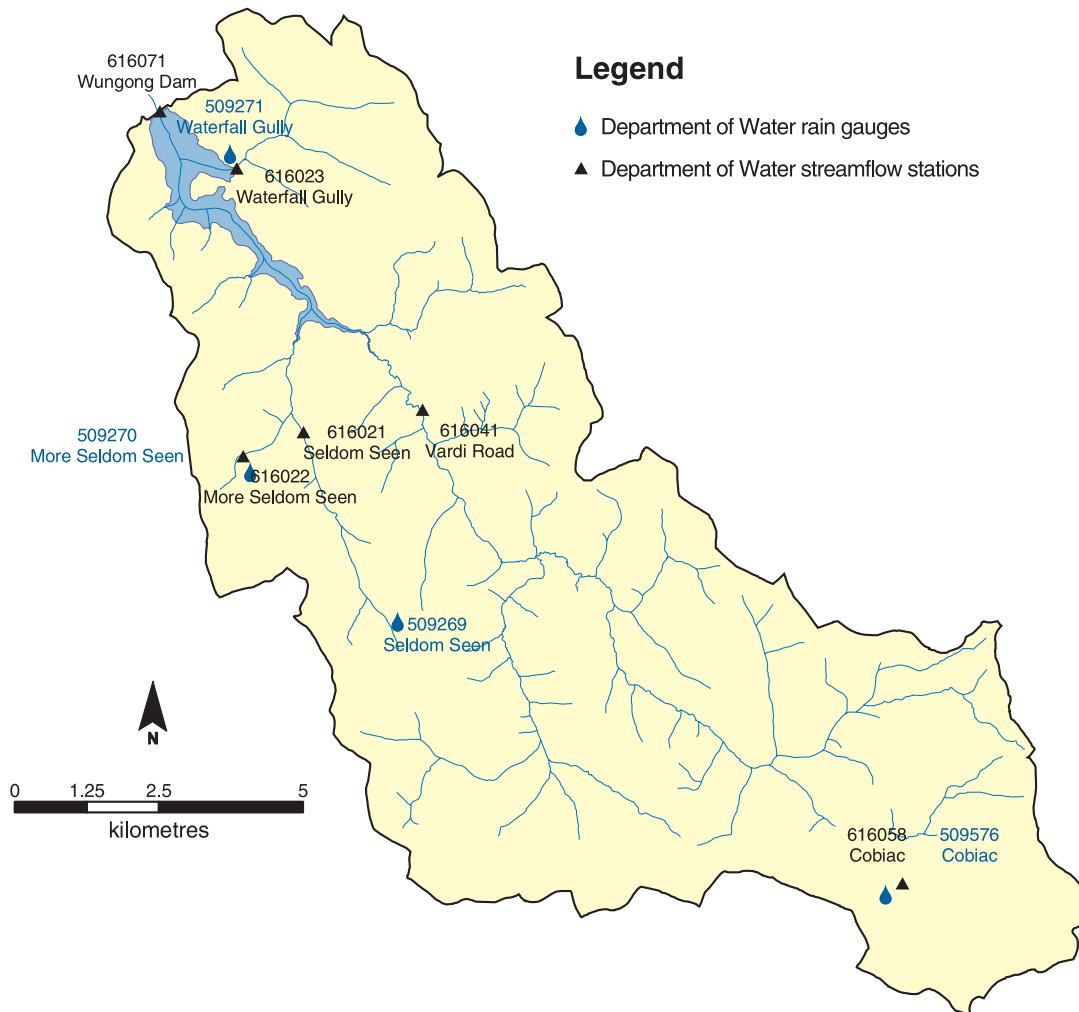 616071
Wungong Dam
509271
Waterfall Gully
616023
Waterfall Gully
Legend
Department of Water rain gauges
Department of Water streamflow stations
509270
More Seldom Seen
616022
More Seldom Seen
616021
Seldom Seen
616041
Vardi Road
509269
Seldom Seen
N
0 1.25 2.5 5
kilometres
616058
Cobiac
509576
Cobiac